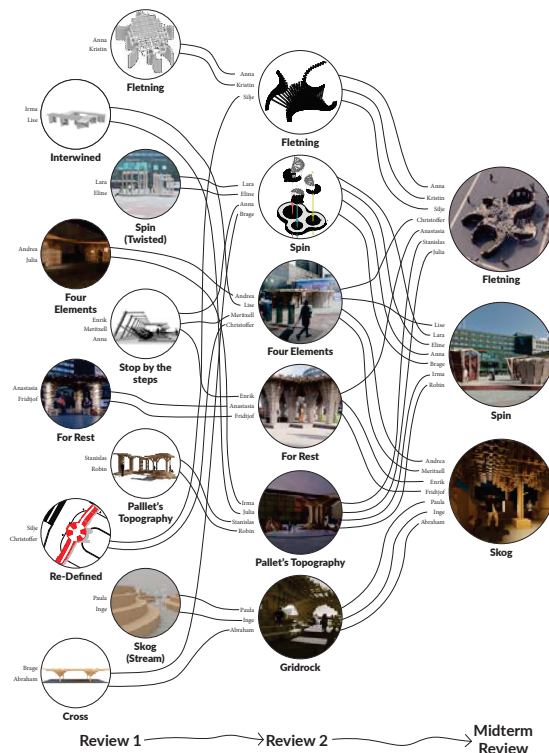 Anna
Kristin
Fletning
Irma
Lise
Interwined
Lara
Eline
Spin
(Twisted)
Andrea
Julia
Four
Elements
Enrik
Meritxell
Anna
Stop by the
steps
Anastasia
Fridtjof
For Rest
Stanislas
Robin
Palllet's
Topography
Silje
Christoffer
Re-Defined
Paula
Inge
Skog
(Stream)
Brage
Abraham
Cross
Review 1
Anna
Kristin
Silje
Fletning
Lara
Eline
Anna
Brage
Spin
Andrea
Lise
Meritxell
Christoffer
Four Elements
Enrik
Anastasia
Fridtjof
For Rest
Irma
Julia
Stanislas
Robin
Pallet's Topography
Paula
Inge
Abraham
Gridrock
Review 2
Anna
Kristin
Silje
Christoffer
Anastasia
Stanislas
Julia
Fletning
Lise
Lara
Eline
Anna
Brage
Irma
Robin
Spin
Andrea
Meritxell
Enrik
Fridtjof
Paula
Inge
Abraham
Skog
Midterm
Review